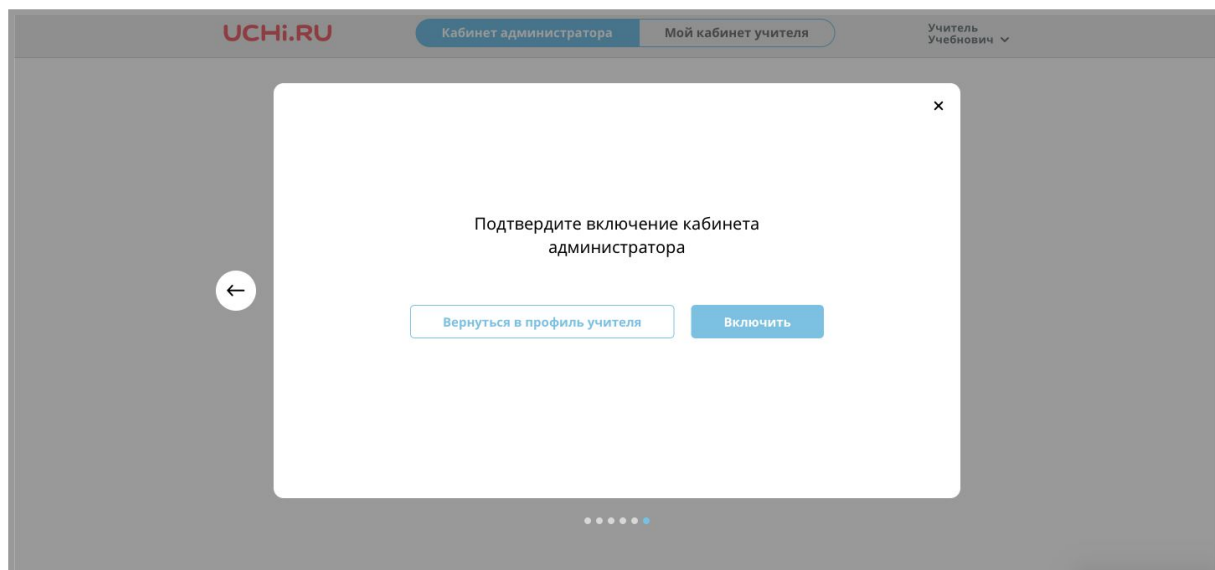 UCHi.RU
Кабинет администратора
Мой кабинет учителя
Учитель
Учебнович
Подтвердите включение кабинета
администратора
Вернуться в профиль учителя
Включить